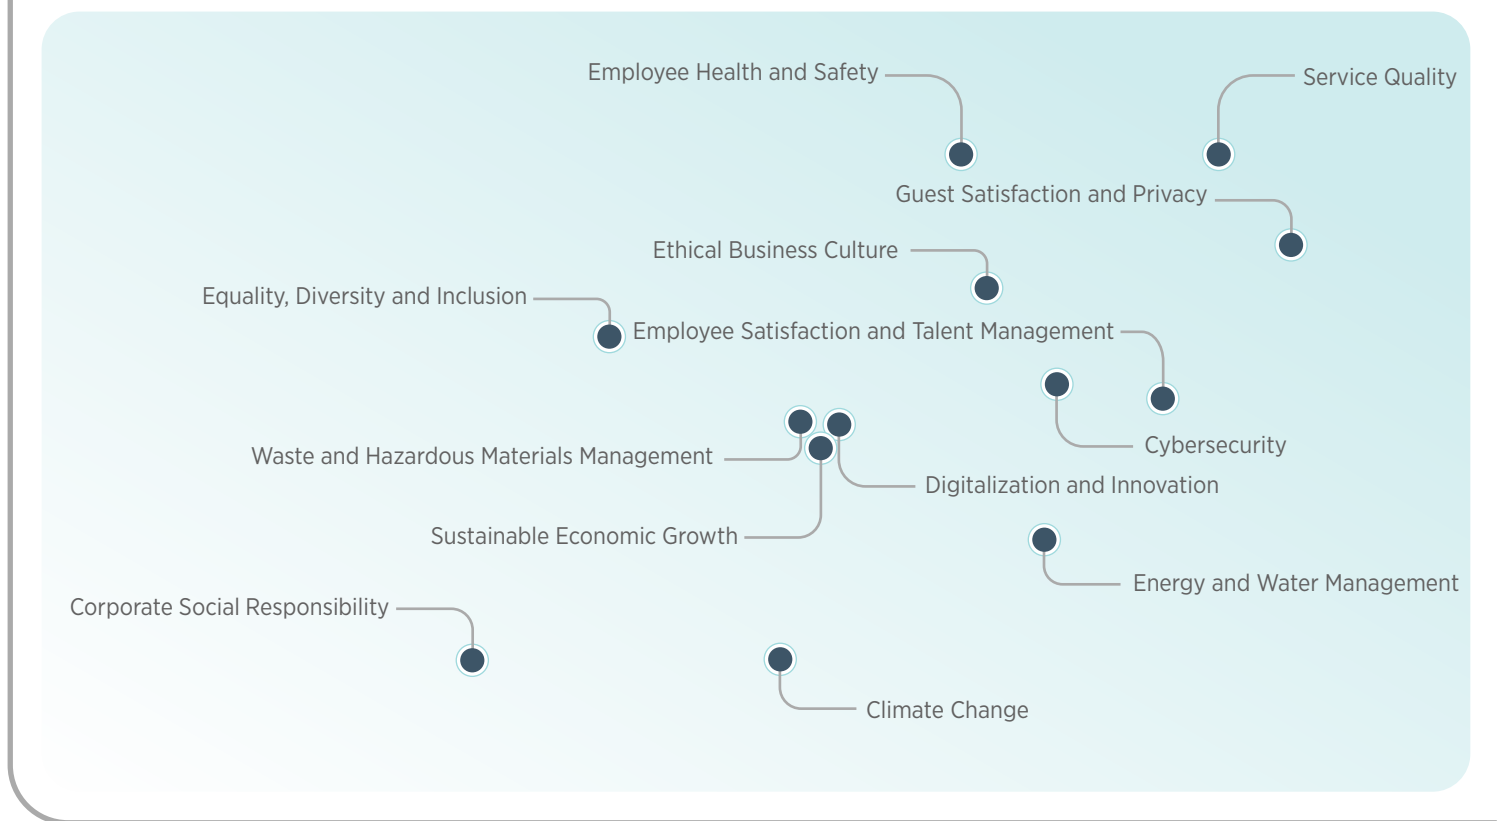 Employee Health and Safety
Service Quality
Guest Satisfaction and Privacy
Ethical Business Culture
Equality, Diversity and Inclusion
Employee Satisfaction and Talent Management
Cybersecurity
Waste and Hazardous Materials Management
Digitalization and Innovation
Sustainable Economic Growth
Energy and Water Management
Corporate Social Responsibility
Climate Change